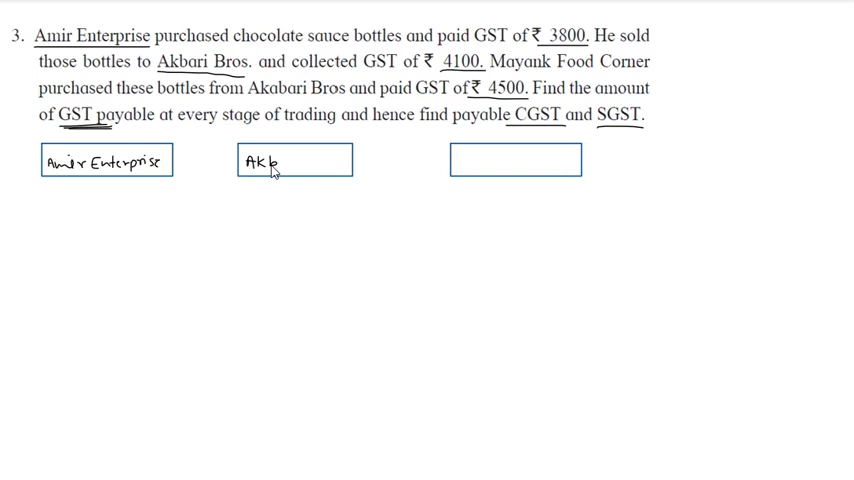 3. Amir Enterprise purchased chocolate sauce bottles and paid GST of ₹ 3800. He sold
those bottles to Akbari Bros. and collected GST of ₹ 4100. Mayank Food Corner
purchased these bottles from Akabari Bros and paid GST of ₹ 4500. Find the amount
of GST payable at every stage of trading and hence find payable CGST and SGST.
Amir Enterprise Akb